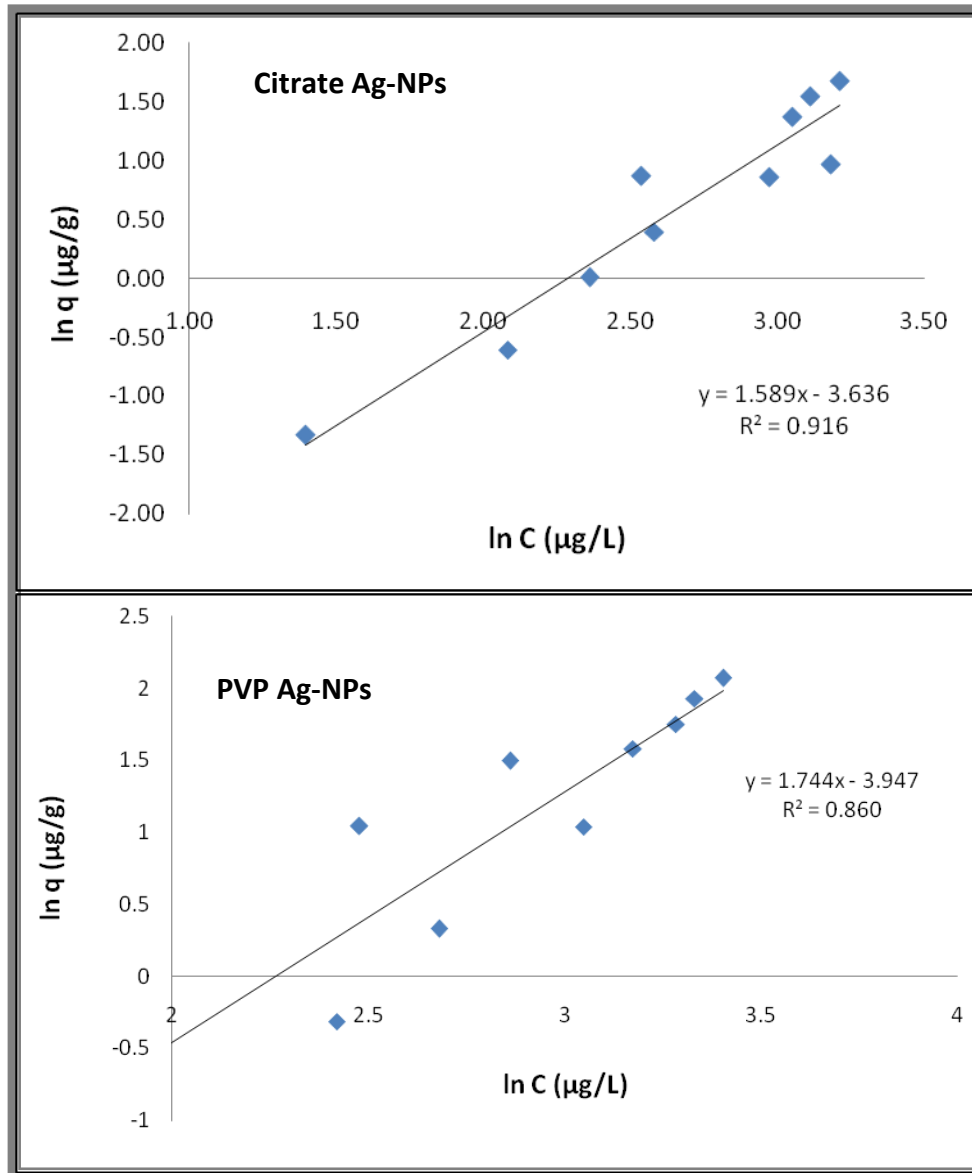 2.00
Citrate Ag-NPs
1.50
1.00
0.50
0.00
1.00 1.50 2.00 2.50 3.00 3.50
-0.50
-1.00
-1.50
-2.00
ln q (µg/g)
y = 1.589x - 3.636
R² = 0.916
ln C (µg/L)
2.5
PVP Ag-NPs
2
1.5
1
0.5
0
2 2.5 3 3.5 4
-0.5
-1
ln q (µg/g)
y = 1.744x - 3.947
R² = 0.860
ln C (µg/L)